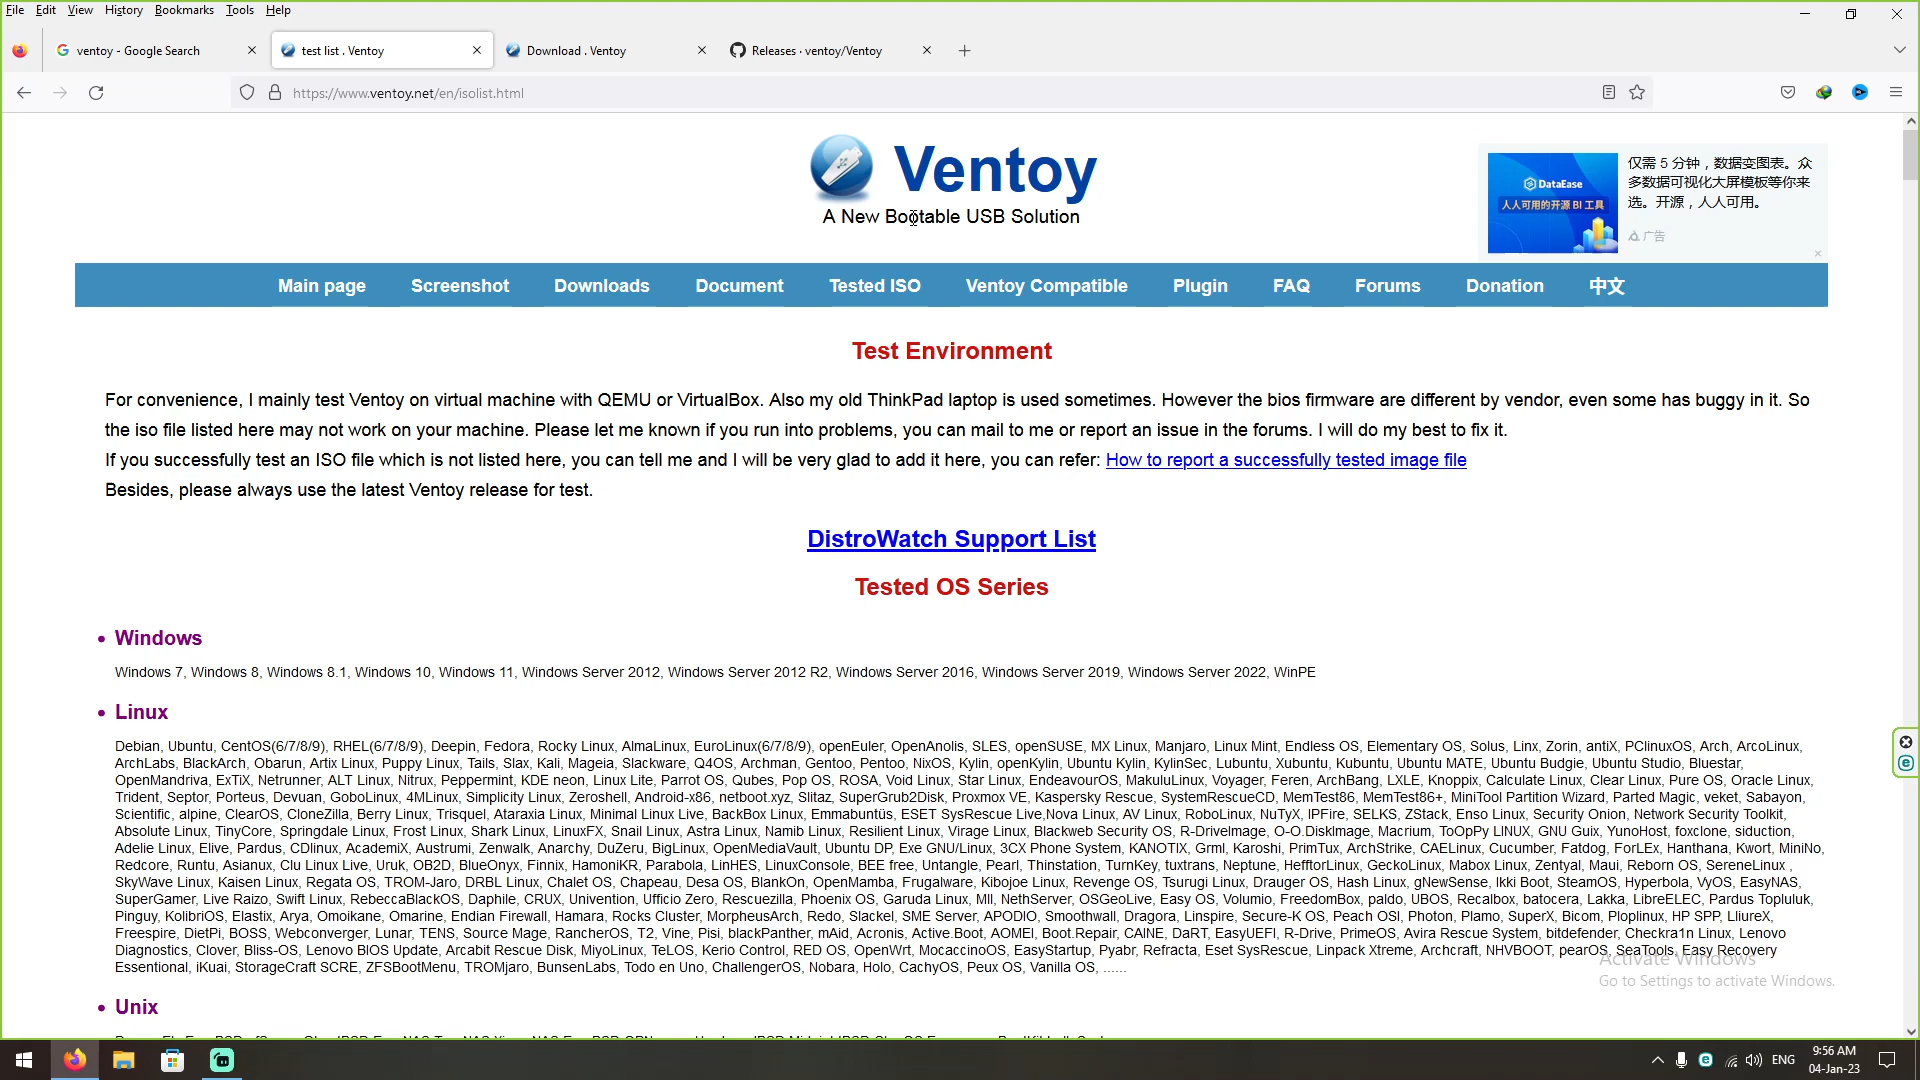 File Edit View History Bookmarks Tools Help
ventoy - Google Search
test list . Ventoy
Download . Ventoy
Releases · ventoy/Ventoy
https://www.ventoy.net/en/isolist.html
Ventoy
A New Bootable USB Solution
DataEase
人人可用的开源 BI 工具
仅需 5 分钟，数据变图表。众
多数据可视化大屏模板等你来
选。开源，人人可用。
广告
Main page Screenshot Downloads Document Tested ISO Ventoy Compatible Plugin FAQ Forums Donation 中文
Test Environment
For convenience, I mainly test Ventoy on virtual machine with QEMU or VirtualBox. Also my old ThinkPad laptop is used sometimes. However the bios firmware are different by vendor, even some has buggy in it. So
the iso file listed here may not work on your machine. Please let me known if you run into problems, you can mail to me or report an issue in the forums. I will do my best to fix it.
If you successfully test an ISO file which is not listed here, you can tell me and I will be very glad to add it here, you can refer: How to report a successfully tested image file
Besides, please always use the latest Ventoy release for test.
DistroWatch Support List
Tested OS Series
• Windows
Windows 7, Windows 8, Windows 8.1, Windows 10, Windows 11, Windows Server 2012, Windows Server 2012 R2, Windows Server 2016, Windows Server 2019, Windows Server 2022, WinPE
• Linux
Debian, Ubuntu, CentOS(6/7/8/9), RHEL(6/7/8/9), Deepin, Fedora, Rocky Linux, AlmaLinux, EuroLinux(6/7/8/9), openEuler, OpenAnolis, SLES, openSUSE, MX Linux, Manjaro, Linux Mint, Endless OS, Elementary OS, Solus, Linx, Zorin, antiX, PClinuxOS, Arch, ArcoLinux,
ArchLabs, BlackArch, Obarun, Artix Linux, Puppy Linux, Tails, Slax, Kali, Mageia, Slackware, Q4OS, Archman, Gentoo, Pentoo, NixOS, Kylin, openKylin, Ubuntu Kylin, KylinSec, Lubuntu, Xubuntu, Kubuntu, Ubuntu MATE, Ubuntu Budgie, Ubuntu Studio, Bluestar,
OpenMandriva, ExTiX, Netrunner, ALT Linux, Nitrux, Peppermint, KDE neon, Linux Lite, Parrot OS, Qubes, Pop OS, ROSA, Void Linux, Star Linux, EndeavourOS, MakuluLinux, Voyager, Feren, ArchBang, LXLE, Knoppix, Calculate Linux, Clear Linux, Pure OS, Oracle Linux,
Trident, Septor, Porteus, Devuan, GoboLinux, 4MLinux, Simplicity Linux, Zeroshell, Android-x86, netboot.xyz, Slitaz, SuperGrub2Disk, Proxmox VE, Kaspersky Rescue, SystemRescueCD, MemTest86, MemTest86+, MiniTool Partition Wizard, Parted Magic, veket, Sabayon,
Scientific, alpine, ClearOS, CloneZilla, Berry Linux, Trisquel, Ataraxia Linux, Minimal Linux Live, BackBox Linux, Emmabuntüs, ESET SysRescue Live,Nova Linux, AV Linux, RoboLinux, NuTyX, IPFire, SELKS, ZStack, Enso Linux, Security Onion, Network Security Toolkit,
Absolute Linux, TinyCore, Springdale Linux, Frost Linux, Shark Linux, LinuxFX, Snail Linux, Astra Linux, Namib Linux, Resilient Linux, Virage Linux, Blackweb Security OS, R-DriveImage, O-O.DiskImage, Macrium, ToOpPy LINUX, GNU Guix, YunoHost, foxclone, siduction,
Adelie Linux, Elive, Pardus, CDlinux, AcademiX, Austrumi, Zenwalk, Anarchy, DuZeru, BigLinux, OpenMediaVault, Ubuntu DP, Exe GNU/Linux, 3CX Phone System, KANOTIX, Grml, Karoshi, PrimTux, ArchStrike, CAELinux, Cucumber, Fatdog, ForLEx, Hanthana, Kwort, MiniNo,
Redcore, Runtu, Asianux, Clu Linux Live, Uruk, OB2D, BlueOnyx, Finnix, HamoniKR, Parabola, LinHES, LinuxConsole, BEE free, Untangle, Pearl, Thinstation, TurnKey, tuxtrans, Neptune, HefftorLinux, GeckoLinux, Mabox Linux, Zentyal, Maui, Reborn OS, SereneLinux ,
SkyWave Linux, Kaisen Linux, Regata OS, TROM-Jaro, DRBL Linux, Chalet OS, Chapeau, Desa OS, BlankOn, OpenMamba, Frugalware, Kibojoe Linux, Revenge OS, Tsurugi Linux, Drauger OS, Hash Linux, gNewSense, Ikki Boot, SteamOS, Hyperbola, VyOS, EasyNAS,
SuperGamer, Live Raizo, Swift Linux, RebeccaBlackOS, Daphile, CRUX, Univention, Ufficio Zero, Rescuezilla, Phoenix OS, Garuda Linux, Mll, NethServer, OSGeoLive, Easy OS, Volumio, FreedomBox, paldo, UBOS, Recalbox, batocera, Lakka, LibreELEC, Pardus Topluluk,
Pinguy, KolibriOS, Elastix, Arya, Omoikane, Omarine, Endian Firewall, Hamara, Rocks Cluster, MorpheusArch, Redo, Slackel, SME Server, APODIO, Smoothwall, Dragora, Linspire, Secure-K OS, Peach OSI, Photon, Plamo, SuperX, Bicom, Ploplinux, HP SPP, LliureX,
Freespire, DietPi, BOSS, Webconverger, Lunar, TENS, Source Mage, RancherOS, T2, Vine, Pisi, blackPanther, mAid, Acronis, Active.Boot, AOMEI, Boot.Repair, CAINE, DaRT, EasyUEFI, R-Drive, PrimeOS, Avira Rescue System, bitdefender, Checkra1n Linux, Lenovo
Diagnostics, Clover, Bliss-OS, Lenovo BIOS Update, Arcabit Rescue Disk, MiyoLinux, TeLOS, Kerio Control, RED OS, OpenWrt, MocaccinoOS, EasyStartup, Pyabr, Refracta, Eset SysRescue, Linpack Xtreme, Archcraft, NHVBOOT, pearOS, SeaTools, Easy Recovery
Essentional, iKuai, StorageCraft SCRE, ZFSBootMenu, TROMjaro, BunsenLabs, Todo en Uno, ChallengerOS, Nobara, Holo, CachyOS, Peux OS, Vanilla OS, ......
Activate Windows
Go to Settings to activate Windows.
• Unix
ENG
9:56 AM
04-Jan-23